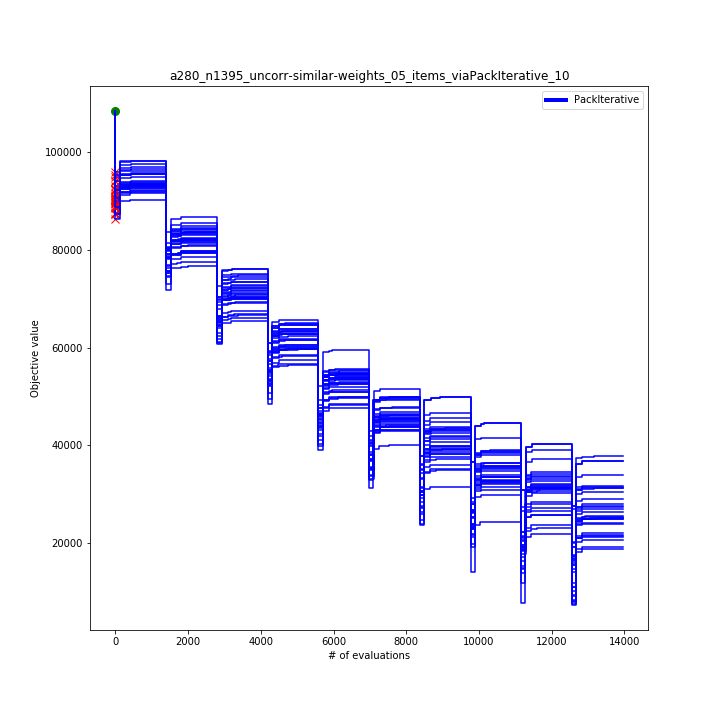 a280_n1395_uncorr-similar-weights_05_items_viaPackIterative_10
PackIterative
100000
80000
60000
40000
20000
Objective value
0 2000 4000 6000 8000 10000 12000 14000
# of evaluations